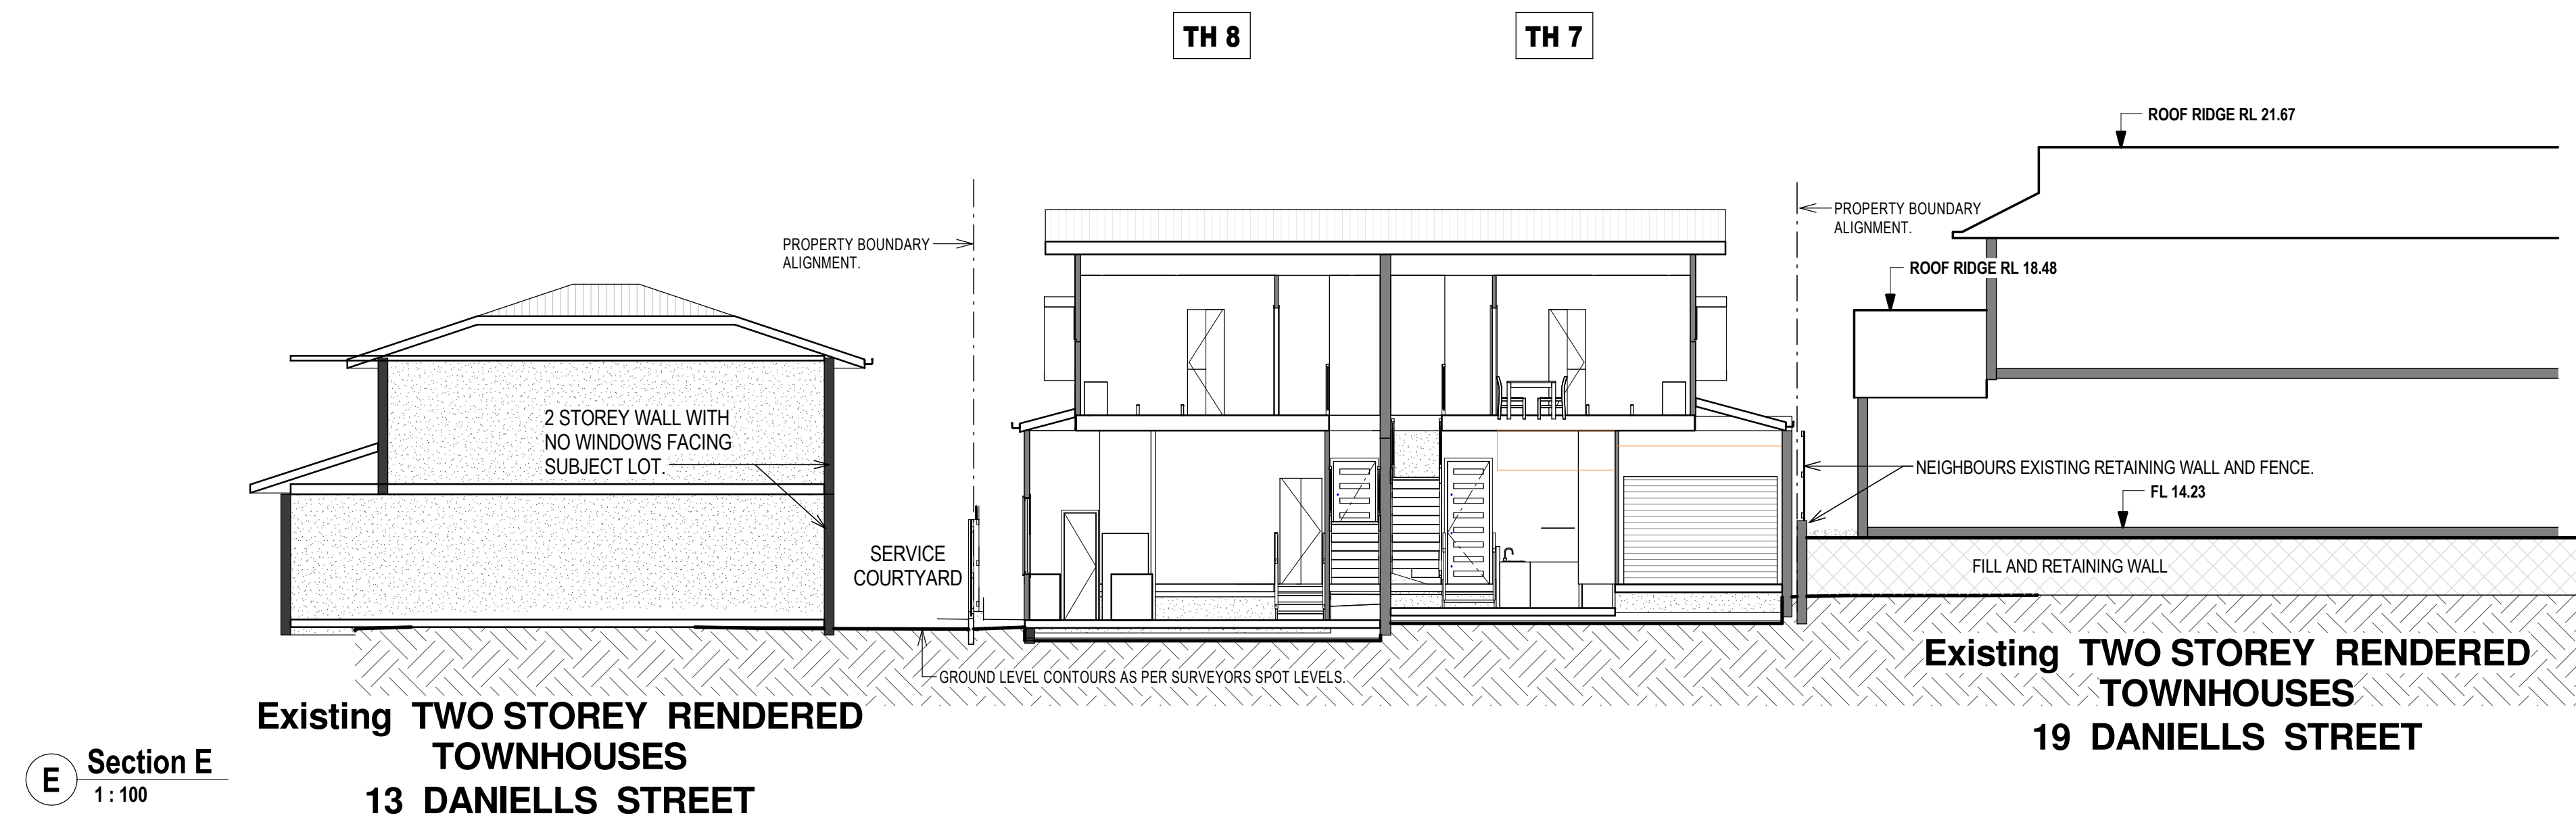 TH 8
TH 7
ROOF RIDGE RL 21.67
PROPERTY BOUNDARY
ALIGNMENT.
PROPERTY BOUNDARY
ALIGNMENT.
ROOF RIDGE RL 18.48
2 STOREY WALL WITH
NO WINDOWS FACING
SUBJECT LOT.
NEIGHBOURS EXISTING RETAINING WALL AND FENCE.
FL 14.23
SERVICE
COURTYARD
FILL AND RETAINING WALL
GROUND LEVEL CONTOURS AS PER SURVEYORS SPOT LEVELS.
Existing TWO STOREY RENDERED
TOWNHOUSES
19 DANIELLS STREET
Existing TWO STOREY RENDERED
TOWNHOUSES
13 DANIELLS STREET
E
Section E
1 : 100